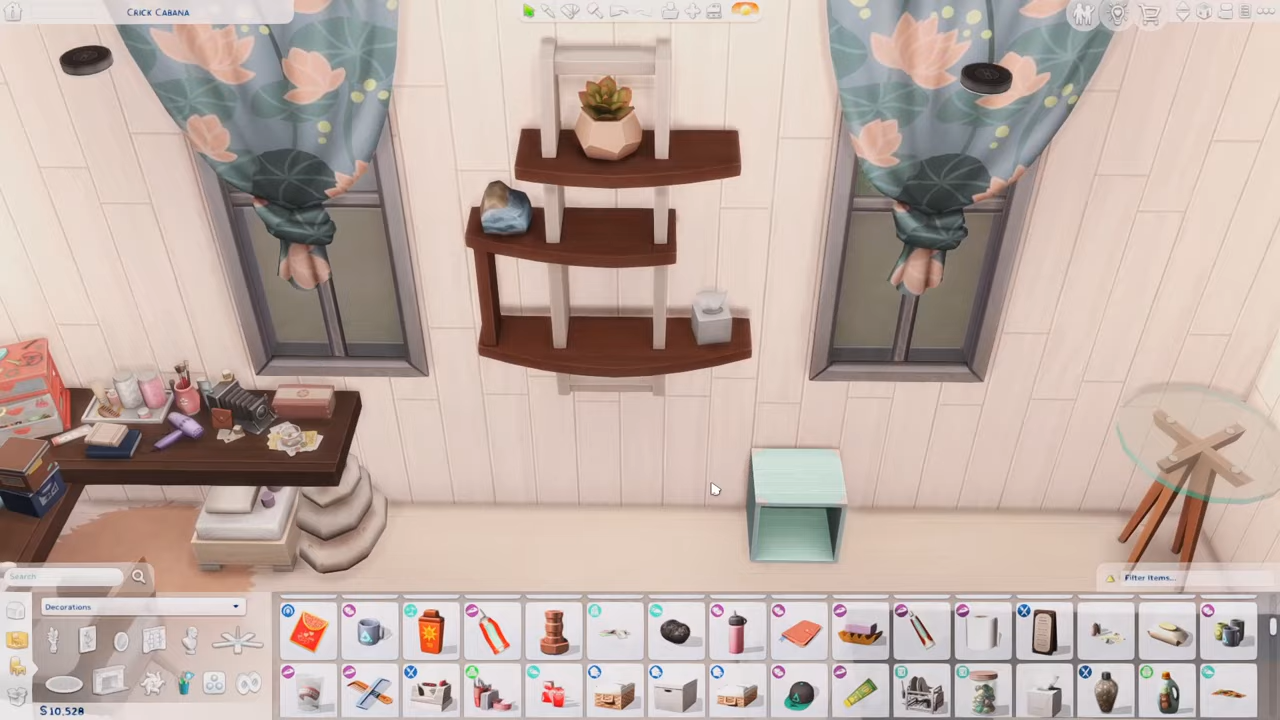 Crick Cabana
Search
Filter Items...
Decorations
$10,528